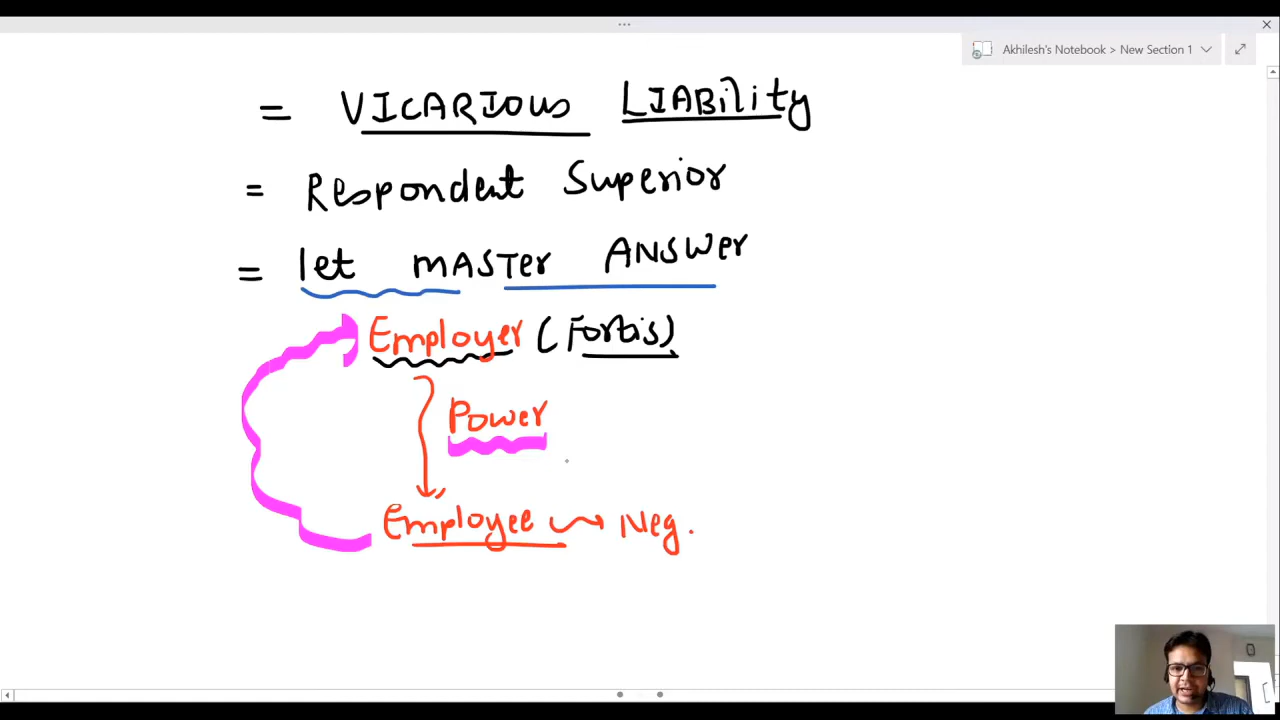 Akhilesh's Notebook > New Section 1
= VICARIOUS LIABility
= Respondent Superior
= let MASTer ANSWer
Employer (Fortis)
Power
Employee Neg.